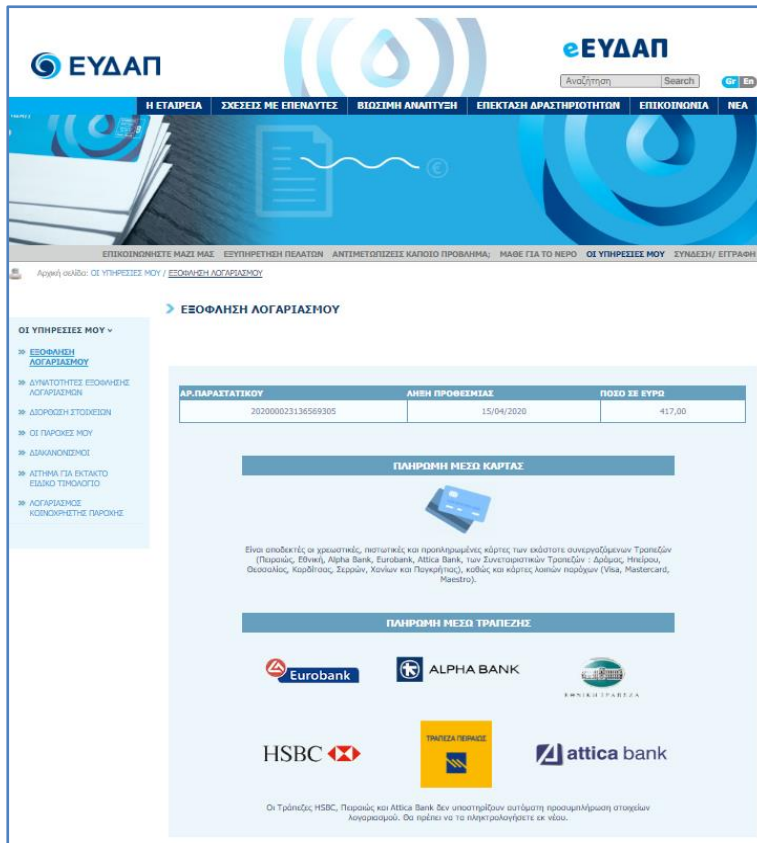 ΕΥΔΑΠ
eΕΥΔΑΠ
Αναζήτηση Search Gr En
Η ΕΤΑΙΡΕΙΑ ΣΧΕΣΕΙΣ ΜΕ ΕΠΕΝΔΥΤΕΣ ΒΙΩΣΙΜΗ ΑΝΑΠΤΥΞΗ ΕΠΕΚΤΑΣΗ ΔΡΑΣΤΗΡΙΟΤΗΤΩΝ ΕΠΙΚΟΙΝΩΝΙΑ ΝΕΑ
ΕΠΙΚΟΙΝΩΝΗΣΤΕ ΜΑΖΙ ΜΑΣ ΕΞΥΠΗΡΕΤΗΣΗ ΠΕΛΑΤΩΝ ΑΝΤΙΜΕΤΩΠΙΖΕΙΣ ΚΑΠΟΙΟ ΠΡΟΒΛΗΜΑ; ΜΑΘΕ ΓΙΑ ΤΟ ΝΕΡΟ ΟΙ ΥΠΗΡΕΣΙΕΣ ΜΟΥ ΣΥΝΔΕΣΗ/ ΕΓΓΡΑΦΗ
Αρχική σελίδα: ΟΙ ΥΠΗΡΕΣΙΕΣ ΜΟΥ / ΕΞΟΦΛΗΣΗ ΛΟΓΑΡΙΑΣΜΟΥ
ΕΞΟΦΛΗΣΗ ΛΟΓΑΡΙΑΣΜΟΥ
ΟΙ ΥΠΗΡΕΣΙΕΣ ΜΟΥ
ΕΞΟΦΛΗΣΗ
ΛΟΓΑΡΙΑΣΜΟΥ
ΔΥΝΑΤΟΤΗΤΕΣ ΕΞΟΦΛΗΣΗΣ
ΛΟΓΑΡΙΑΣΜΩΝ
ΔΙΟΡΘΩΣΗ ΣΤΟΙΧΕΙΩΝ
ΟΙ ΠΑΡΟΧΕΣ ΜΟΥ
ΔΙΑΚΑΝΟΝΙΣΜΟΙ
ΑΙΤΗΜΑ ΓΙΑ ΕΚΤΑΚΤΟ
ΕΙΔΙΚΟ ΤΙΜΟΛΟΓΙΟ
ΛΟΓΑΡΙΑΣΜΟΣ
ΚΟΙΝΟΧΡΗΣΤΗΣ ΠΑΡΟΧΗΣ
ΑΡ.ΠΑΡΑΣΤΑΤΙΚΟΥ ΛΗΞΗ ΠΡΟΘΕΣΜΙΑΣ ΠΟΣΟ ΣΕ ΕΥΡΩ
202000023136569305 15/04/2020 417,00
ΠΛΗΡΩΜΗ ΜΕΣΩ ΚΑΡΤΑΣ
Είναι αποδεκτές οι χρεωστικές, πιστωτικές και προπληρωμένες κάρτες των εκάστοτε συνεργαζόμενων Τραπεζών
(Πειραιώς, Εθνική, Alpha Bank, Eurobank, Attica Bank, των Συνεταιριστικών Τραπεζών : Δράμας, Ηπείρου,
Θεσσαλίας, Καρδίτσας, Σερρών, Χανίων και Παγκρήτιας), καθώς και κάρτες λοιπών παρόχων (Visa, Mastercard,
Maestro).
ΠΛΗΡΩΜΗ ΜΕΣΩ ΤΡΑΠΕΖΗΣ
Eurobank
ALPHA BANK
ΕΘΝΙΚΗ ΤΡΑΠΕΖΑ
HSBC
ΤΡΑΠΕΖΑ ΠΕΙΡΑΙΩΣ
attica bank
Οι Τράπεζες HSBC, Πειραιώς και Attica Bank δεν υποστηρίζουν αυτόματη προσυμπλήρωση στοιχείων
λογαριασμού. Θα πρέπει να τα πληκτρολογήσετε εκ νέου.